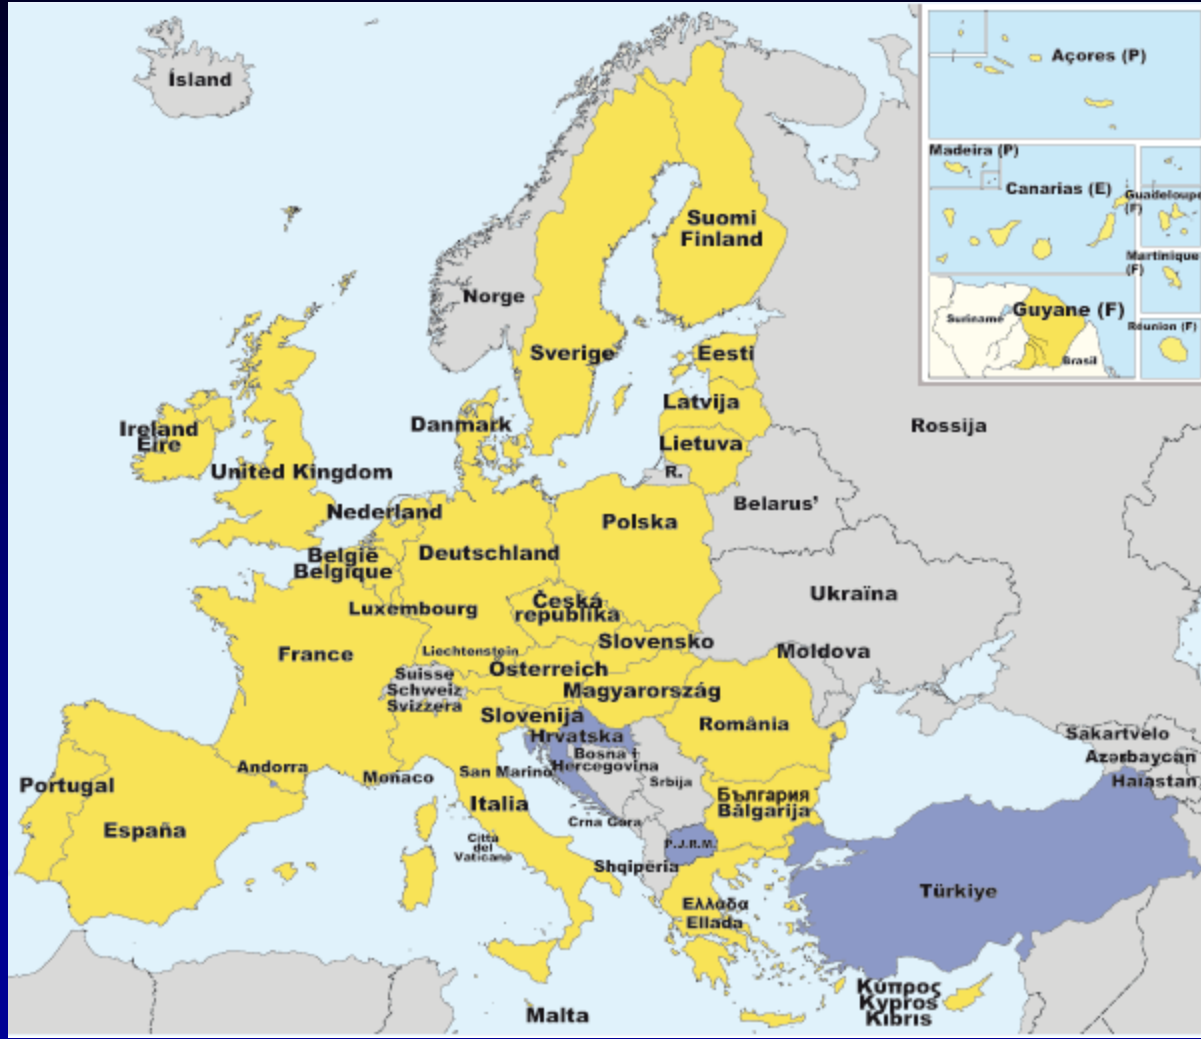 Ísland
Açores (P)
Madeira (P)
Canarias (E)
Guadeloupe
(F)
Martinique
(F)
Guyane (F)
Suriname
Brasil
Réunion (F)
Suomi
Finland
Norge
Sverige
Eesti
Latvija
Lietuva
R.
Danmark
Ireland
Éire
United Kingdom
Rossija
Belarus’
Nederland
Polska
België
Belgique
Deutschland
Luxembourg
Česká
republika
Ukraïna
Slovensko
France
Liechtenstein
Moldova
Österreich
Suisse
Schweiz
Svizzera
Magyarország
Slovenija
România
Hrvatska
Bosna i
Hercegovina
Srbija
Sakartvelo
Azərbaycan
Haïastan
Andorra
Monaco
San Marino
Portugal
España
Italia
Città
del
Vaticano
Crna Gora
България
Bălgarija
P.J.R.M.
Shqipëria
Türkiye
Ελλάδα
Ellada
Κύπρος
Kypros
Kıbrıs
Malta